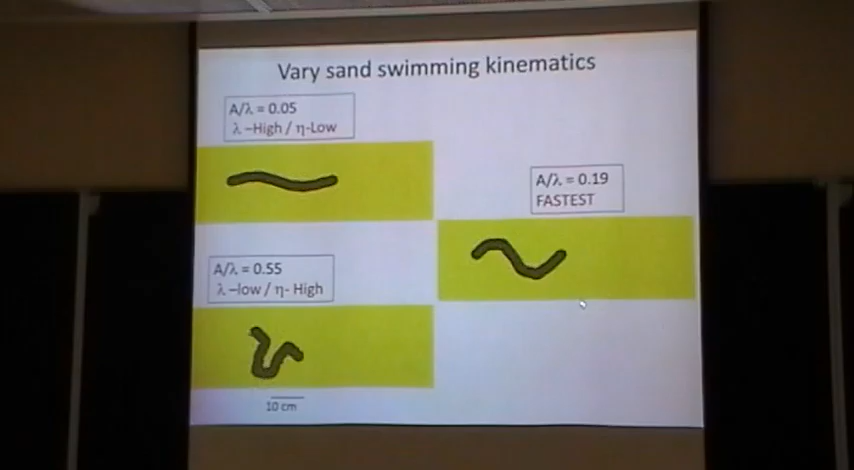 Vary sand swimming kinematics
A/λ = 0.05
λ –High / η-Low
A/λ = 0.19
FASTEST
A/λ = 0.55
λ –low / η- High
10 cm